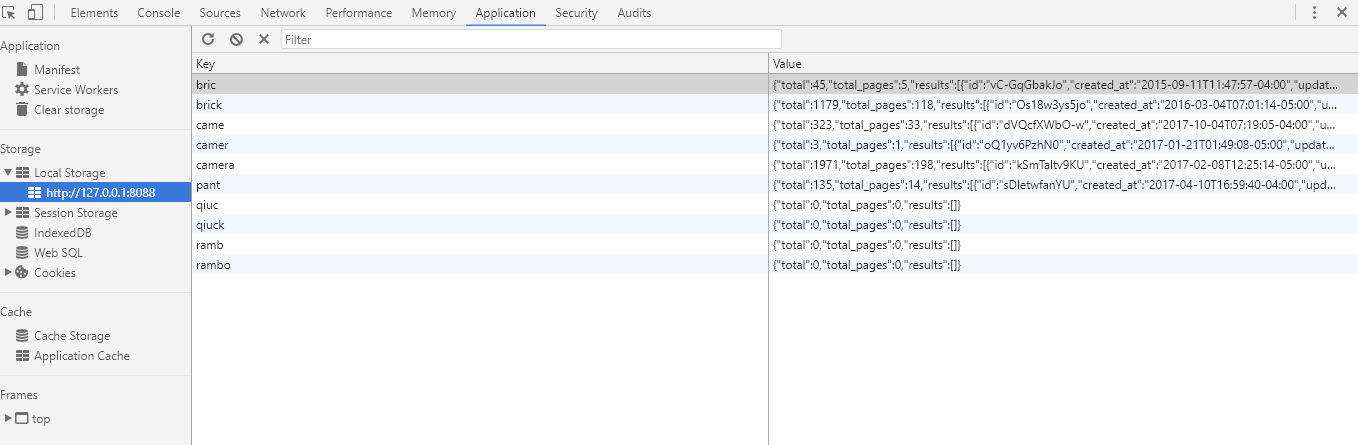 Elements Console Sources Network Performance Memory Application Security Audits
Application
Manifest
Service Workers
Clear storage
Storage
Local Storage
http://127.0.0.1:8088
Session Storage
IndexedDB
Web SQL
Cookies
Cache
Cache Storage
Application Cache
Frames
top
Filter
Key Value
bric {"total":45,"total_pages":5,"results":[{"id":"vC-GqGbakJo","created_at":"2015-09-11T11:47:57-04:00","updat...
brick {"total":1179,"total_pages":118,"results":[{"id":"Os18w3ys5jo","created_at":"2016-03-04T07:01:14-05:00","u...
came {"total":323,"total_pages":33,"results":[{"id":"dVQcfXWbO-w","created_at":"2017-10-04T07:19:05-04:00","u...
camer {"total":3,"total_pages":1,"results":[{"id":"oQ1yv6PzhN0","created_at":"2017-01-21T01:49:08-05:00","updat...
camera {"total":1971,"total_pages":198,"results":[{"id":"kSmTaltv9KU","created_at":"2017-02-08T12:25:14-05:00","u...
pant {"total":135,"total_pages":14,"results":[{"id":"sDIetwfanYU","created_at":"2017-04-10T16:59:40-04:00","upd...
qiuc {"total":0,"total_pages":0,"results":[]}
qiuck {"total":0,"total_pages":0,"results":[]}
ramb {"total":0,"total_pages":0,"results":[]}
rambo {"total":0,"total_pages":0,"results":[]}